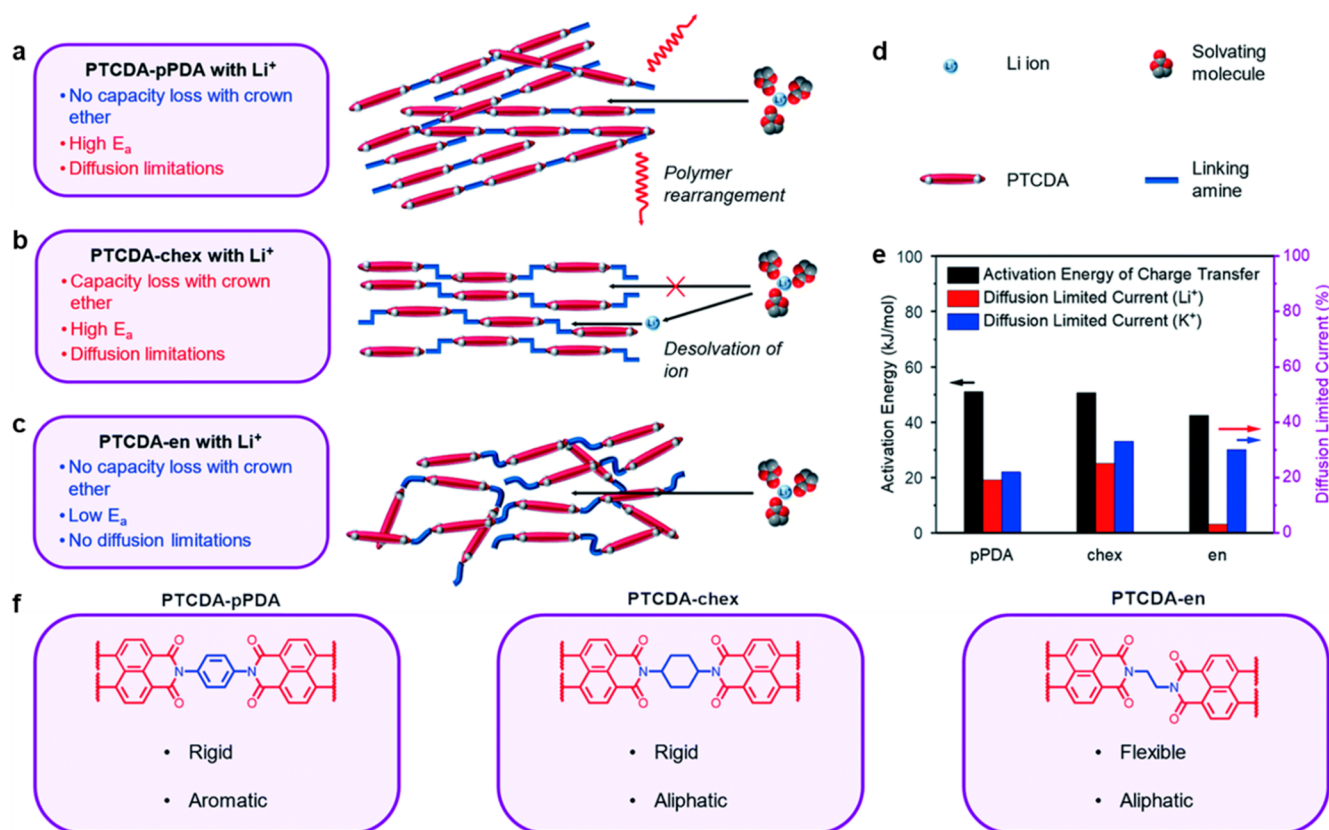 a
PTCDA-pPDA with Li⁺
• No capacity loss with crown
ether
• High Eₐ
• Diffusion limitations
Polymer
rearrangement
Li⁺
b
PTCDA-chex with Li⁺
• Capacity loss with crown
ether
• High Eₐ
• Diffusion limitations
Li⁺
Li⁺
Desolvation of
ion
c
PTCDA-en with Li⁺
• No capacity loss with crown
ether
• Low Eₐ
• No diffusion limitations
Li⁺
d
Li⁺
Li ion
Solvating
molecule
PTCDA
Linking
amine
e
Activation Energy of Charge Transfer
Diffusion Limited Current (Li⁺)
Diffusion Limited Current (K⁺)
Activation Energy (kJ/mol)
100
80
60
40
20
0
Diffusion Limited Current (%)
100
80
60
40
20
0
pPDA chex en
f
PTCDA-pPDA
O O
N N
O O
• Rigid
• Aromatic
PTCDA-chex
O O
N N
O O
• Rigid
• Aliphatic
PTCDA-en
O O
N N
O O
• Flexible
• Aliphatic